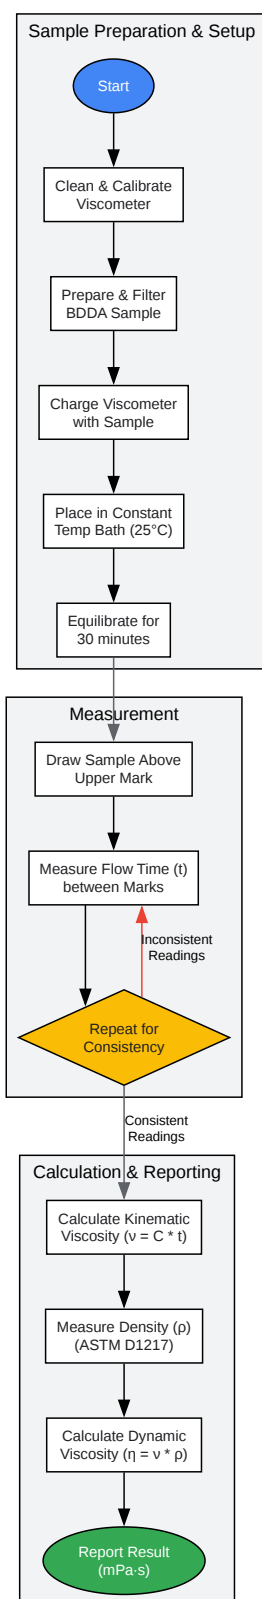 Sample Preparation & Setup
Start
Clean & Calibrate
Viscometer
Prepare & Filter
BDDA Sample
Charge Viscometer
with Sample
Place in Constant
Temp Bath (25°C)
Equilibrate for
30 minutes
Measurement
Draw Sample Above
Upper Mark
Measure Flow Time (t)
between Marks
Inconsistent
Readings
Repeat for
Consistency
Consistent
Readings
Calculation & Reporting
Calculate Kinematic
Viscosity (ν = C * t)
Measure Density (ρ)
(ASTM D1217)
Calculate Dynamic
Viscosity (η = ν * ρ)
Report Result
(mPa·s)